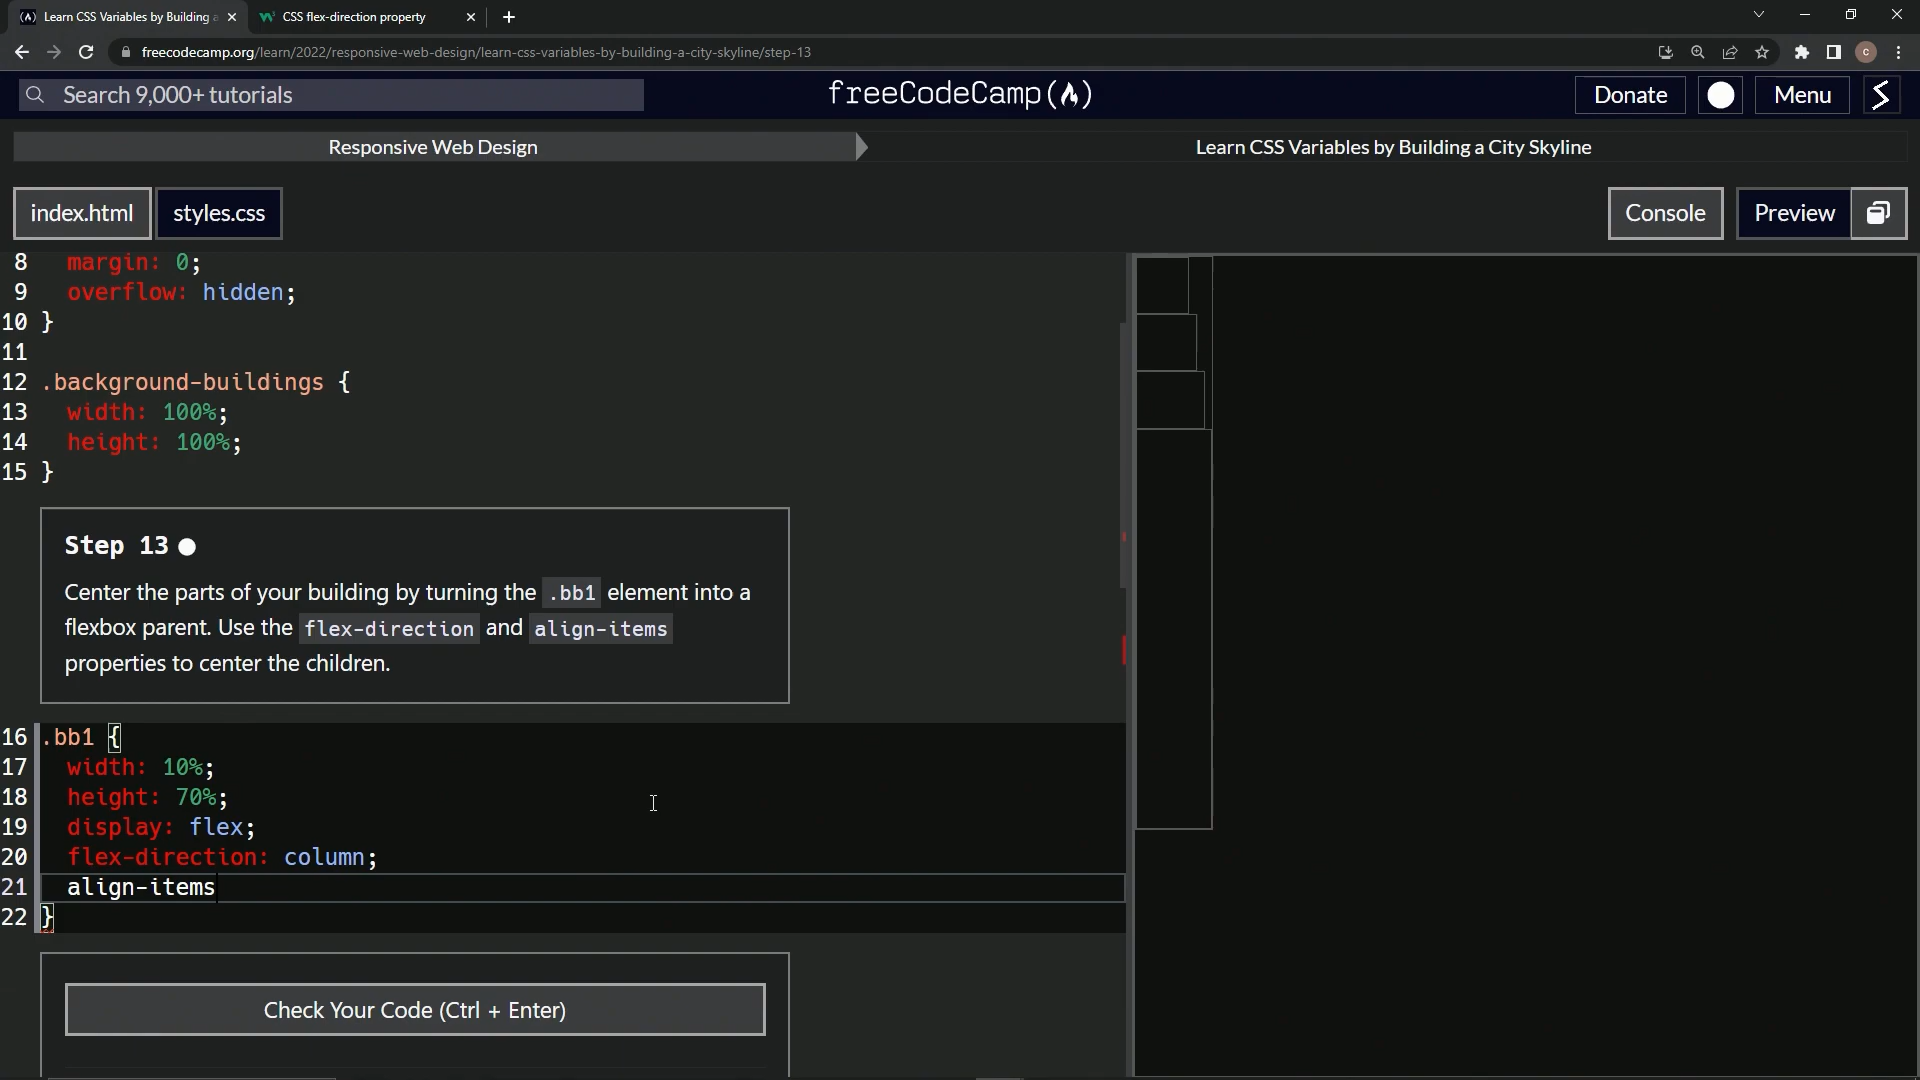 Learn CSS Variables by Building a
CSS flex-direction property
freecodecamp.org/learn/2022/responsive-web-design/learn-css-variables-by-building-a-city-skyline/step-13
c
Search 9,000+ tutorials
freeCodeCamp
Donate
Menu
Responsive Web Design
Learn CSS Variables by Building a City Skyline
index.html
styles.css
Console
Preview
8 margin: 0;
9 overflow: hidden;
10 }
11
12 .background-buildings {
13 width: 100%;
14 height: 100%;
15 }
Step 13
Center the parts of your building by turning the .bb1 element into a
flexbox parent. Use the flex-direction and align-items
properties to center the children.
16 .bb1 {
17 width: 10%;
18 height: 70%;
19 display: flex;
20 flex-direction: column;
21 align-items
22 }
Check Your Code (Ctrl + Enter)